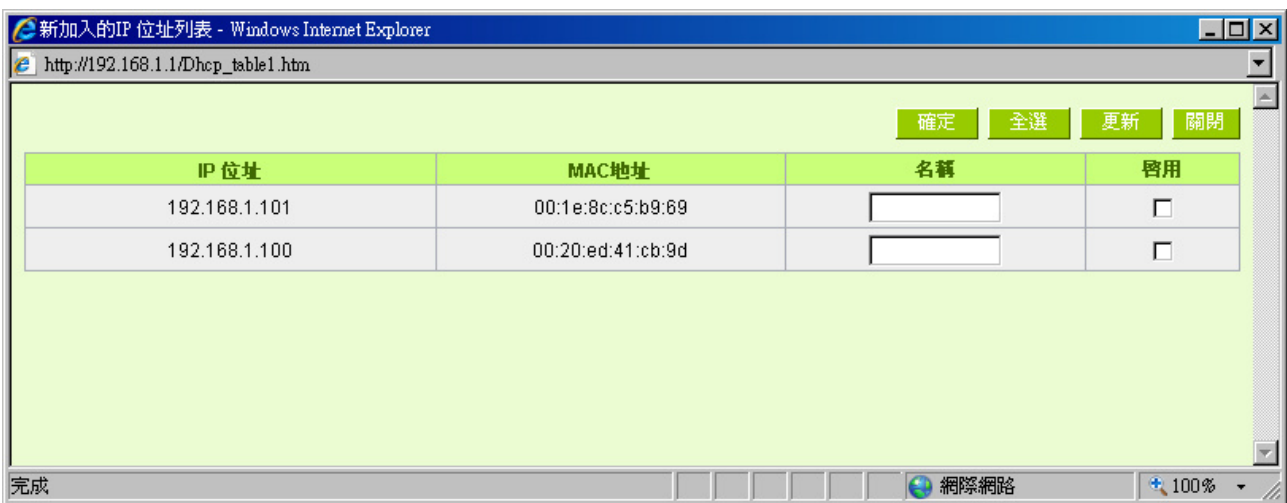 新加入的IP 位址列表 - Windows Internet Explorer
http://192.168.1.1/Dhcp_table1.htm
確定 全選 更新 關閉
IP 位址 MAC地址 名稱 啓用
192.168.1.101 00:1e:8c:c5:b9:69
192.168.1.100 00:20:ed:41:cb:9d
完成 網際網路 100%